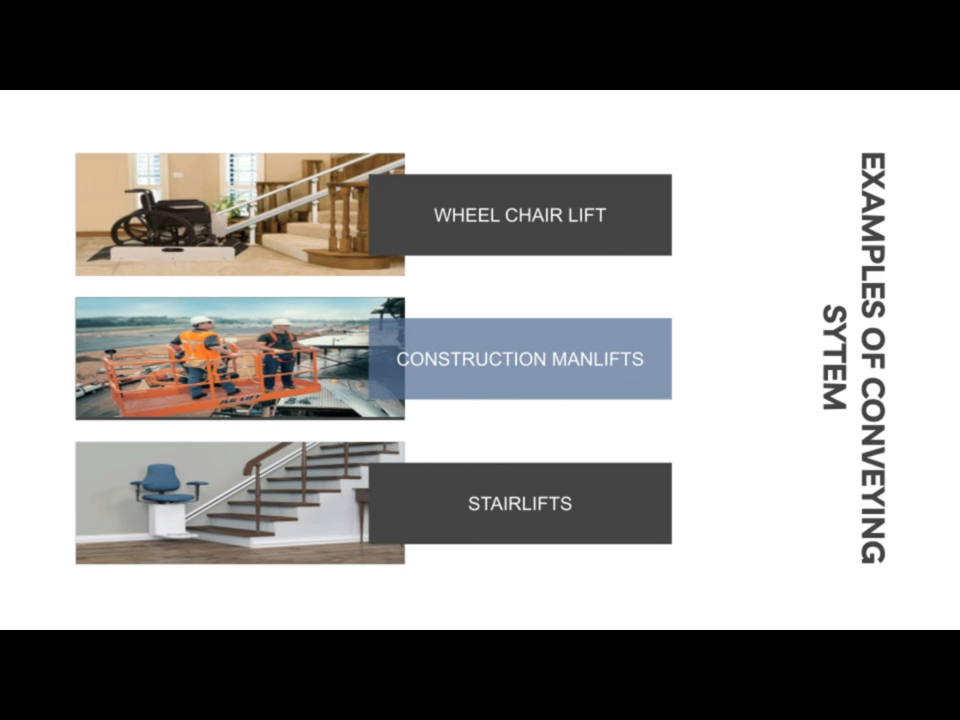 EXAMPLES OF CONVEYING
SYTEM
WHEEL CHAIR LIFT
CONSTRUCTION MANLIFTS
STAIRLIFTS